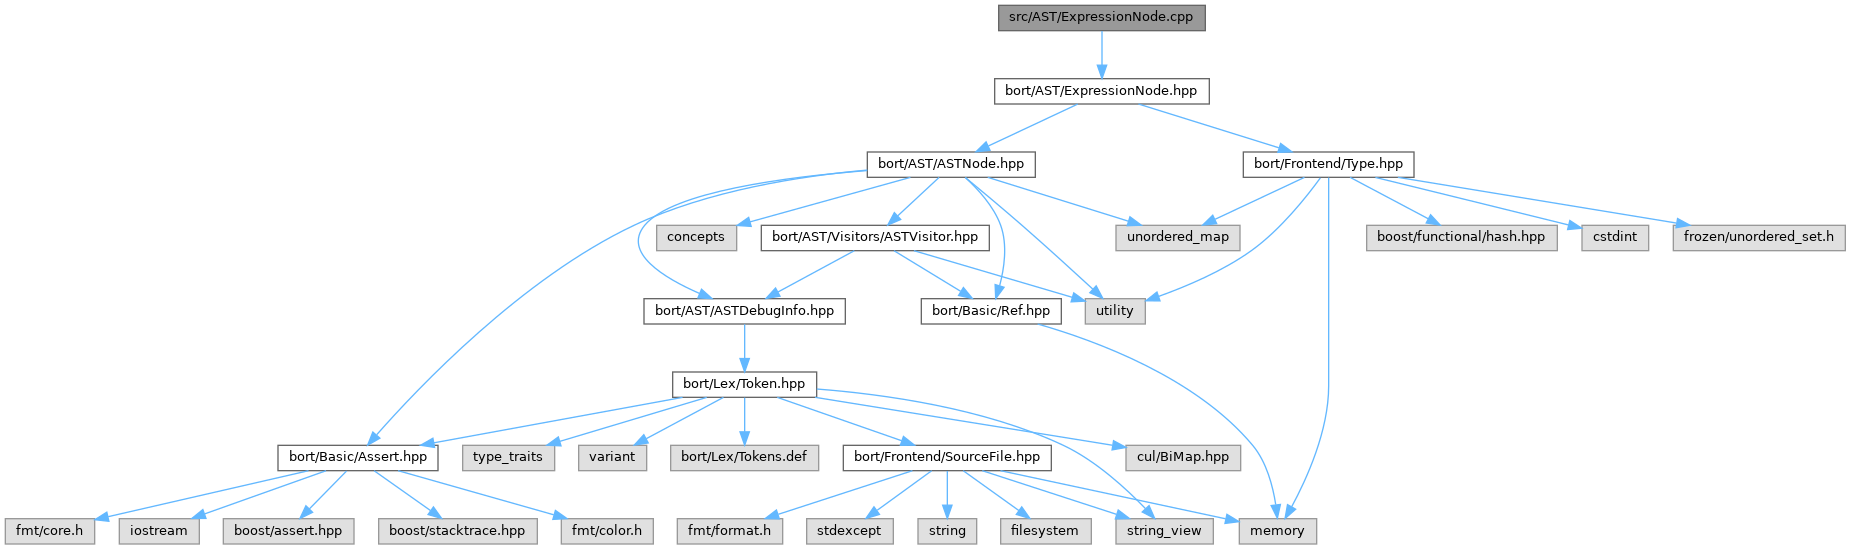 src/AST/ExpressionNode.cpp
bort/AST/ExpressionNode.hpp
bort/AST/ASTNode.hpp
bort/Frontend/Type.hpp
concepts
bort/AST/Visitors/ASTVisitor.hpp
unordered_map
boost/functional/hash.hpp
cstdint
frozen/unordered_set.h
bort/AST/ASTDebugInfo.hpp
bort/Basic/Ref.hpp
utility
bort/Lex/Token.hpp
bort/Basic/Assert.hpp
type_traits
variant
bort/Lex/Tokens.def
bort/Frontend/SourceFile.hpp
cul/BiMap.hpp
fmt/core.h
iostream
boost/assert.hpp
boost/stacktrace.hpp
fmt/color.h
fmt/format.h
stdexcept
string
filesystem
string_view
memory